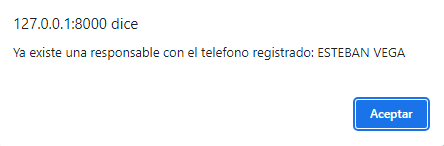 127.0.0.1:8000 dice
Ya existe una responsable con el telefono registrado: ESTEBAN VEGA
Aceptar